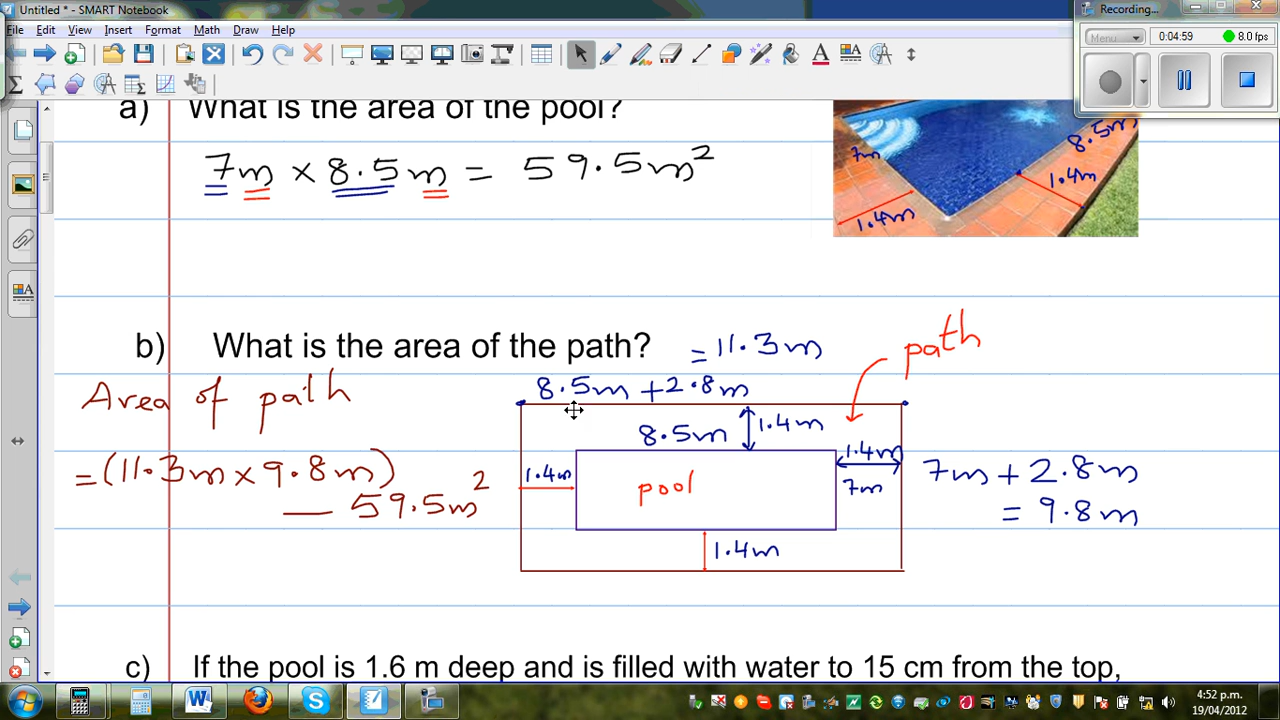 Untitled * - SMART Notebook
Recording...
File Edit View Insert Format Math Draw Help
Menu 0:04:59 8.0 fps
a) What is the area of the pool?
7m × 8.5m = 59.5m²
7m
8.5m
1.4m
1.4m
b) What is the area of the path?
= 11.3m
path
Area of path
8.5m + 2.8m
8.5m
1.4m
= (11.3m × 9.8m)
— 59.5m²
1.4m
pool
1.4m
7m
7m + 2.8m
= 9.8m
1.4m
c) If the pool is 1.6 m deep and is filled with water to 15 cm from the top,
4:52 p.m.
19/04/2012